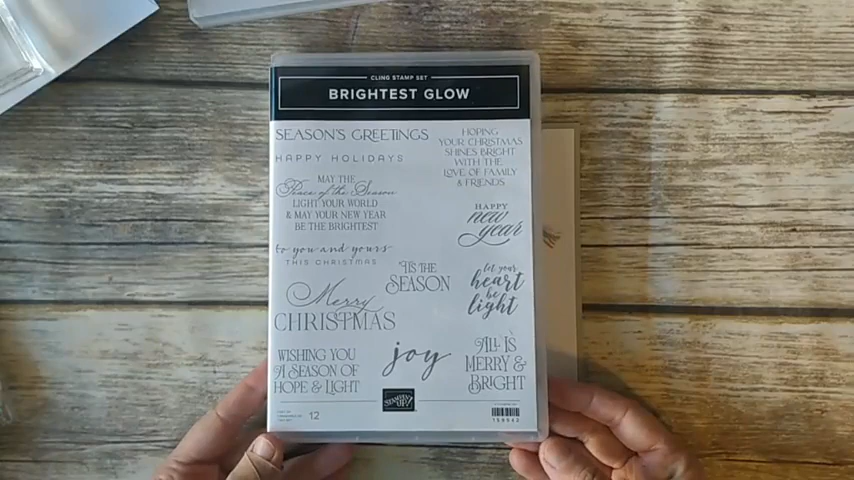 CLING STAMP SET
BRIGHTEST GLOW
SEASON'S GREETINGS
HAPPY HOLIDAYS
MAY THE
Peace of the Season
LIGHT YOUR WORLD
& MAY YOUR NEW YEAR
BE THE BRIGHTEST
to you and yours
THIS CHRISTMAS
Merry
CHRISTMAS
WISHING YOU
A SEASON OF
HOPE & LIGHT
HOPING
YOUR CHRISTMAS
SHINES BRIGHT
WITH THE
LOVE OF FAMILY
& FRIENDS
HAPPY
new
year
'TIS THE
SEASON
let your
heart
be
light
joy
ALL IS
MERRY &
BRIGHT
12
STAMPIN' UP!